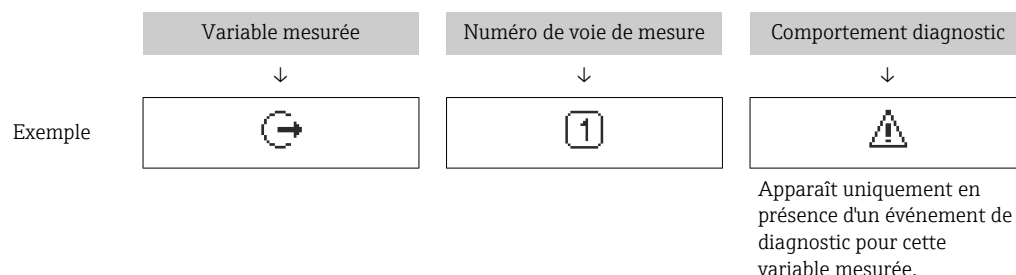 Variable mesurée Numéro de voie de mesure Comportement diagnostic
↓ ↓ ↓
Exemple 1
Apparaît uniquement en
présence d'un événement de
diagnostic pour cette
variable mesurée.